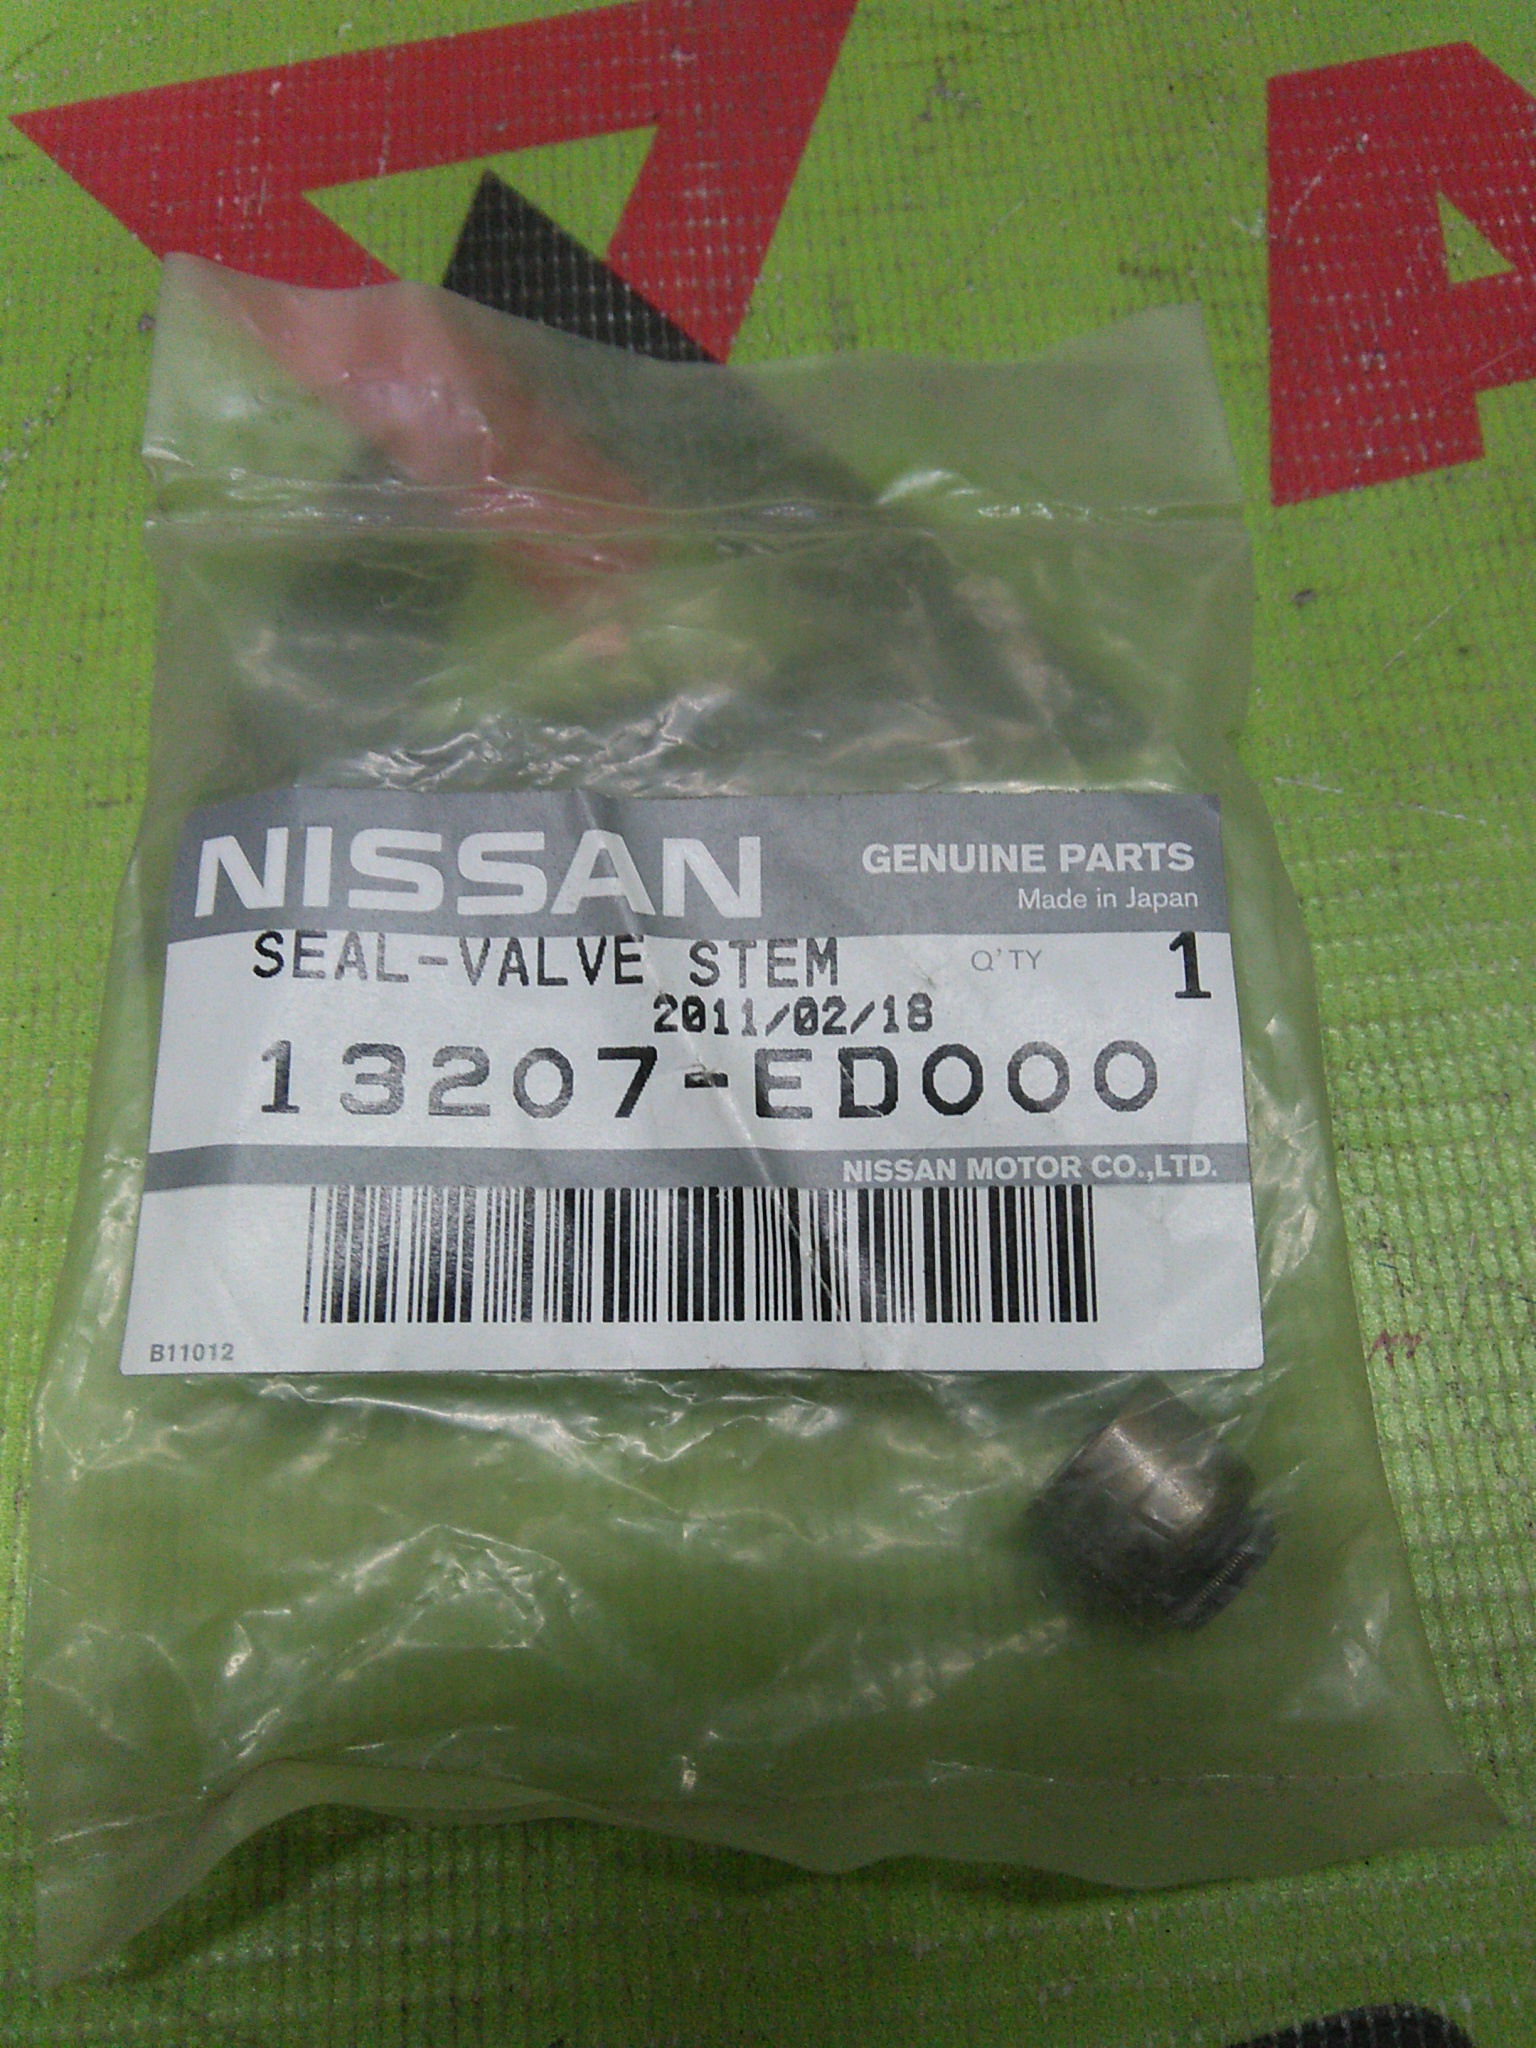 NISSAN GENUINE PARTS
Made in Japan
SEAL-VALVE STEM Q'TY 1
2011/02/18
13207-ED000
NISSAN MOTOR CO.,LTD.
B11012